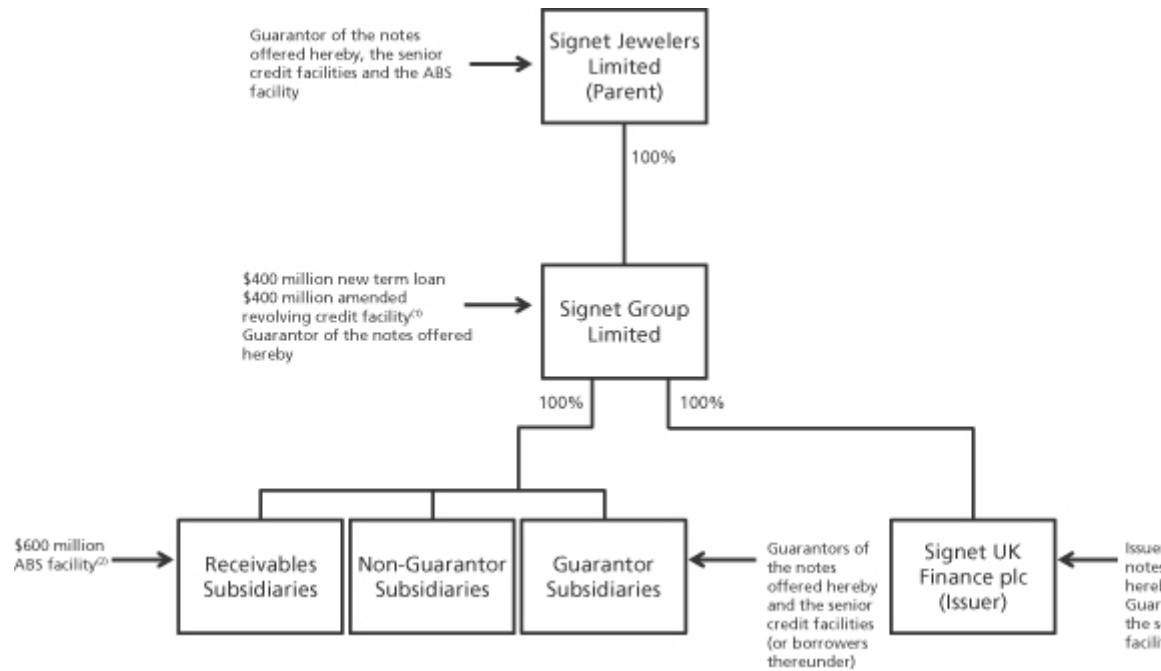 Guarantor of the notes
offered hereby, the senior
credit facilities and the ABS
facility
Signet Jewelers
Limited
(Parent)
100%
$400 million new term loan
$400 million amended
revolving credit facility(1)
Guarantor of the notes offered
hereby
Signet Group
Limited
100%
100%
$600 million
ABS facility(2)
Receivables
Subsidiaries
Non-Guarantor
Subsidiaries
Guarantor
Subsidiaries
Guarantors of
the notes
offered hereby
and the senior
credit facilities
(or borrowers
thereunder)
Signet UK
Finance plc
(Issuer)
notes
the